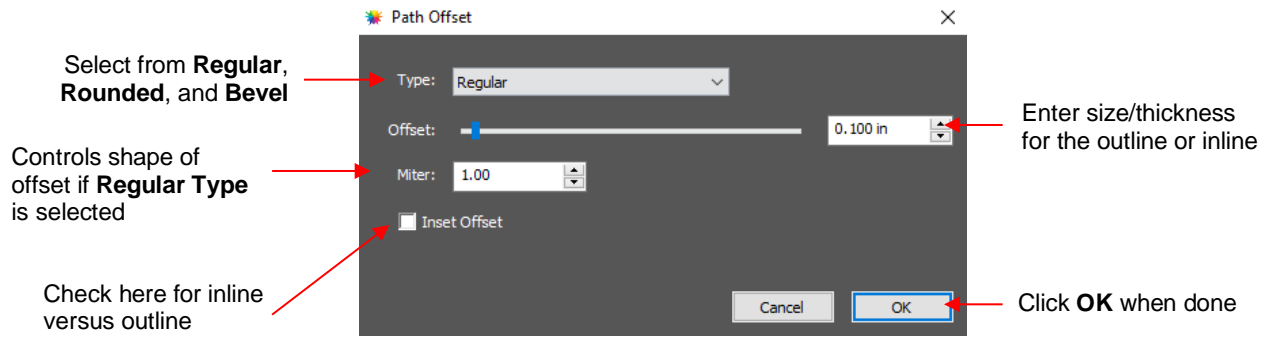 Path Offset
Select from Regular,
Rounded, and Bevel
Type: Regular
Offset: 0.100 in
Enter size/thickness
for the outline or inline
Controls shape of
offset if Regular Type
is selected
Miter: 1.00
Inset Offset
Check here for inline
versus outline
Cancel OK
Click OK when done